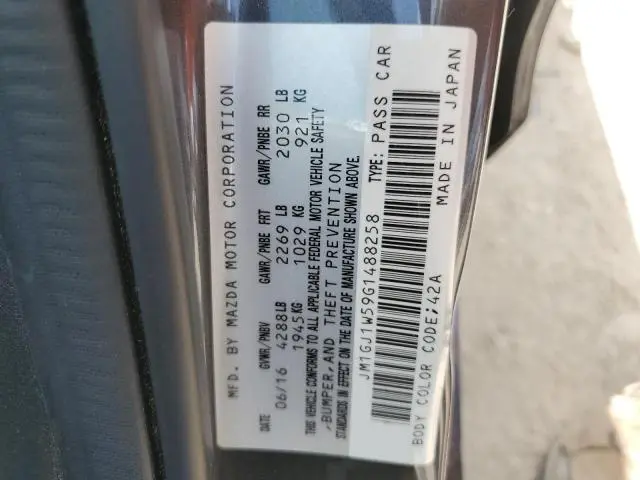 MFD. BY MAZDA MOTOR CORPORATION
DATE GVWR/PNBV GAWR/PNBE FRT GAWR/PNBE RR
06/16 4288LB 2269 LB 2030 LB
1945KG 1029 KG 921 KG
THIS VEHICLE CONFORMS TO ALL APPLICABLE FEDERAL MOTOR VEHICLE SAFETY
,BUMPER,AND THEFT PREVENTION
STANDARDS IN EFFECT ON THE DATE OF MANUFACTURE SHOWN ABOVE.
JM1GJ1W59G1488258 TYPE: PASS CAR
BODY COLOR CODE;42A MADE IN JAPAN